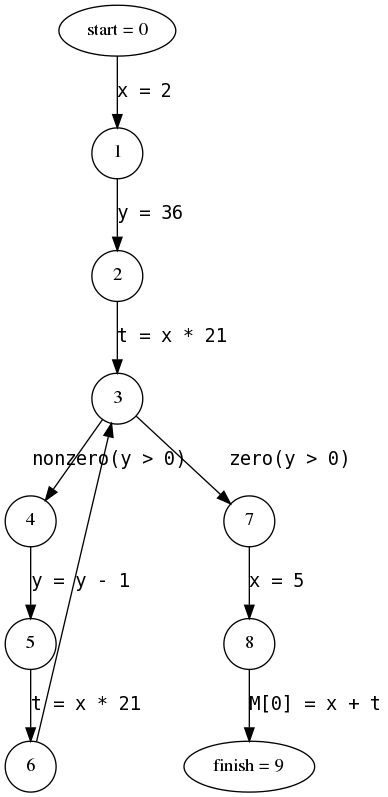 start = 0
x = 2
1
y = 36
2
t = x * 21
3
nonzero(y > 0)
zero(y > 0)
4
7
y = y - 1
x = 5
5
8
t = x * 21
M[0] = x + t
6
finish = 9